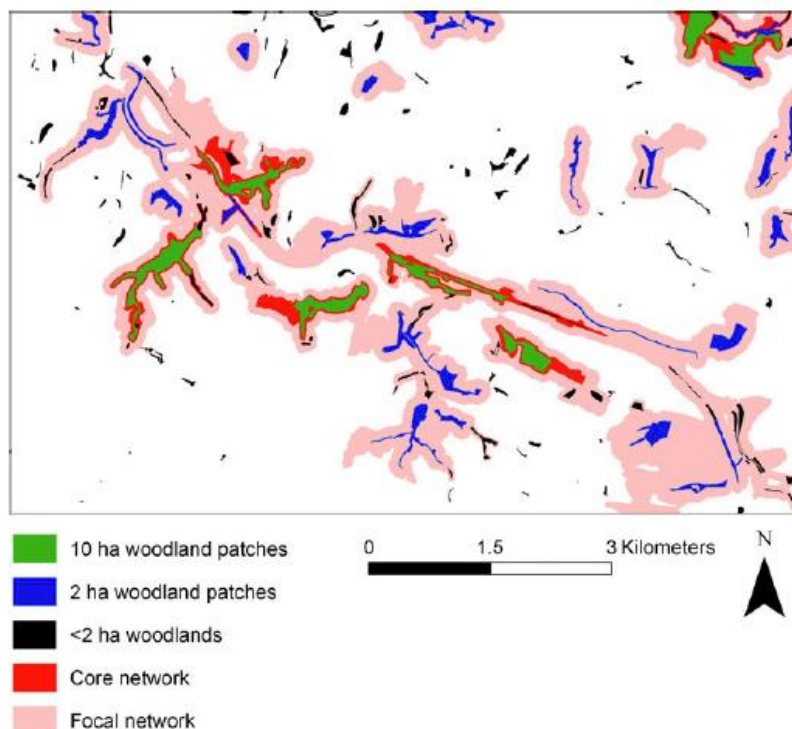 10 ha woodland patches
2 ha woodland patches
<2 ha woodlands
Core network
Focal network
0 1.5 3 Kilometers
N